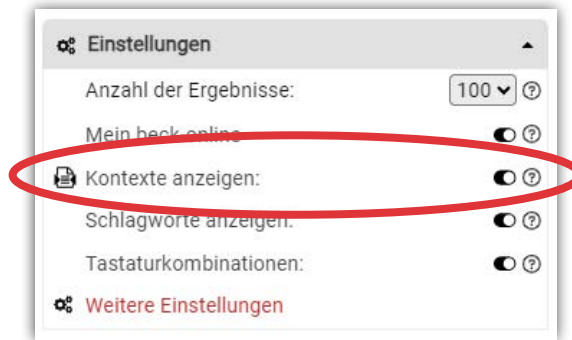 Einstellungen
Anzahl der Ergebnisse: 100
Mein beck-online
Kontexte anzeigen:
Schlagworte anzeigen:
Tastaturkombinationen:
Weitere Einstellungen